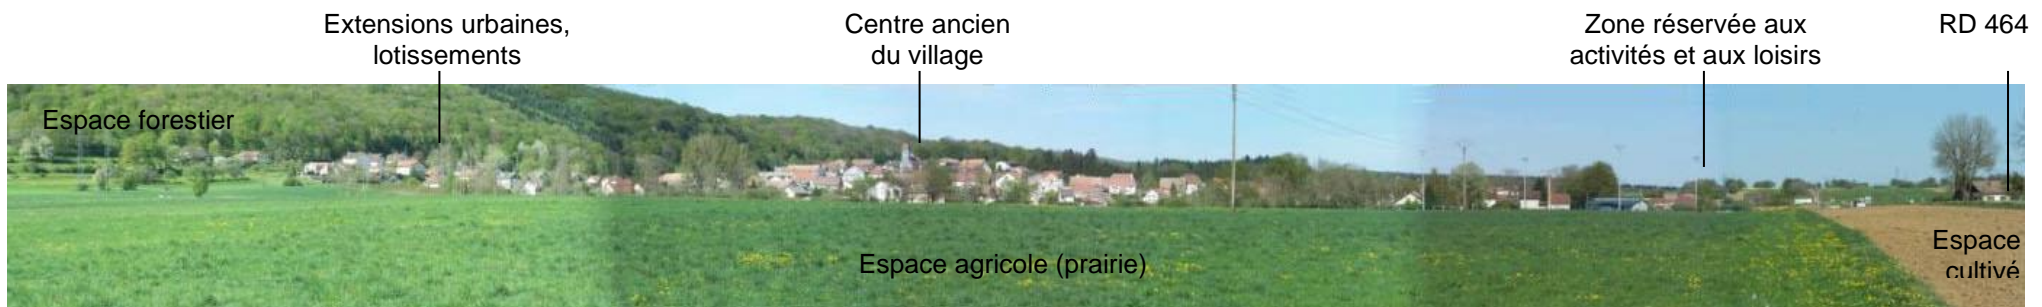 Extensions urbaines,
lotissements
Centre ancien
du village
Zone réservée aux
activités et aux loisirs
RD 464
Espace forestier
Espace agricole (prairie)
Espace
cultivé